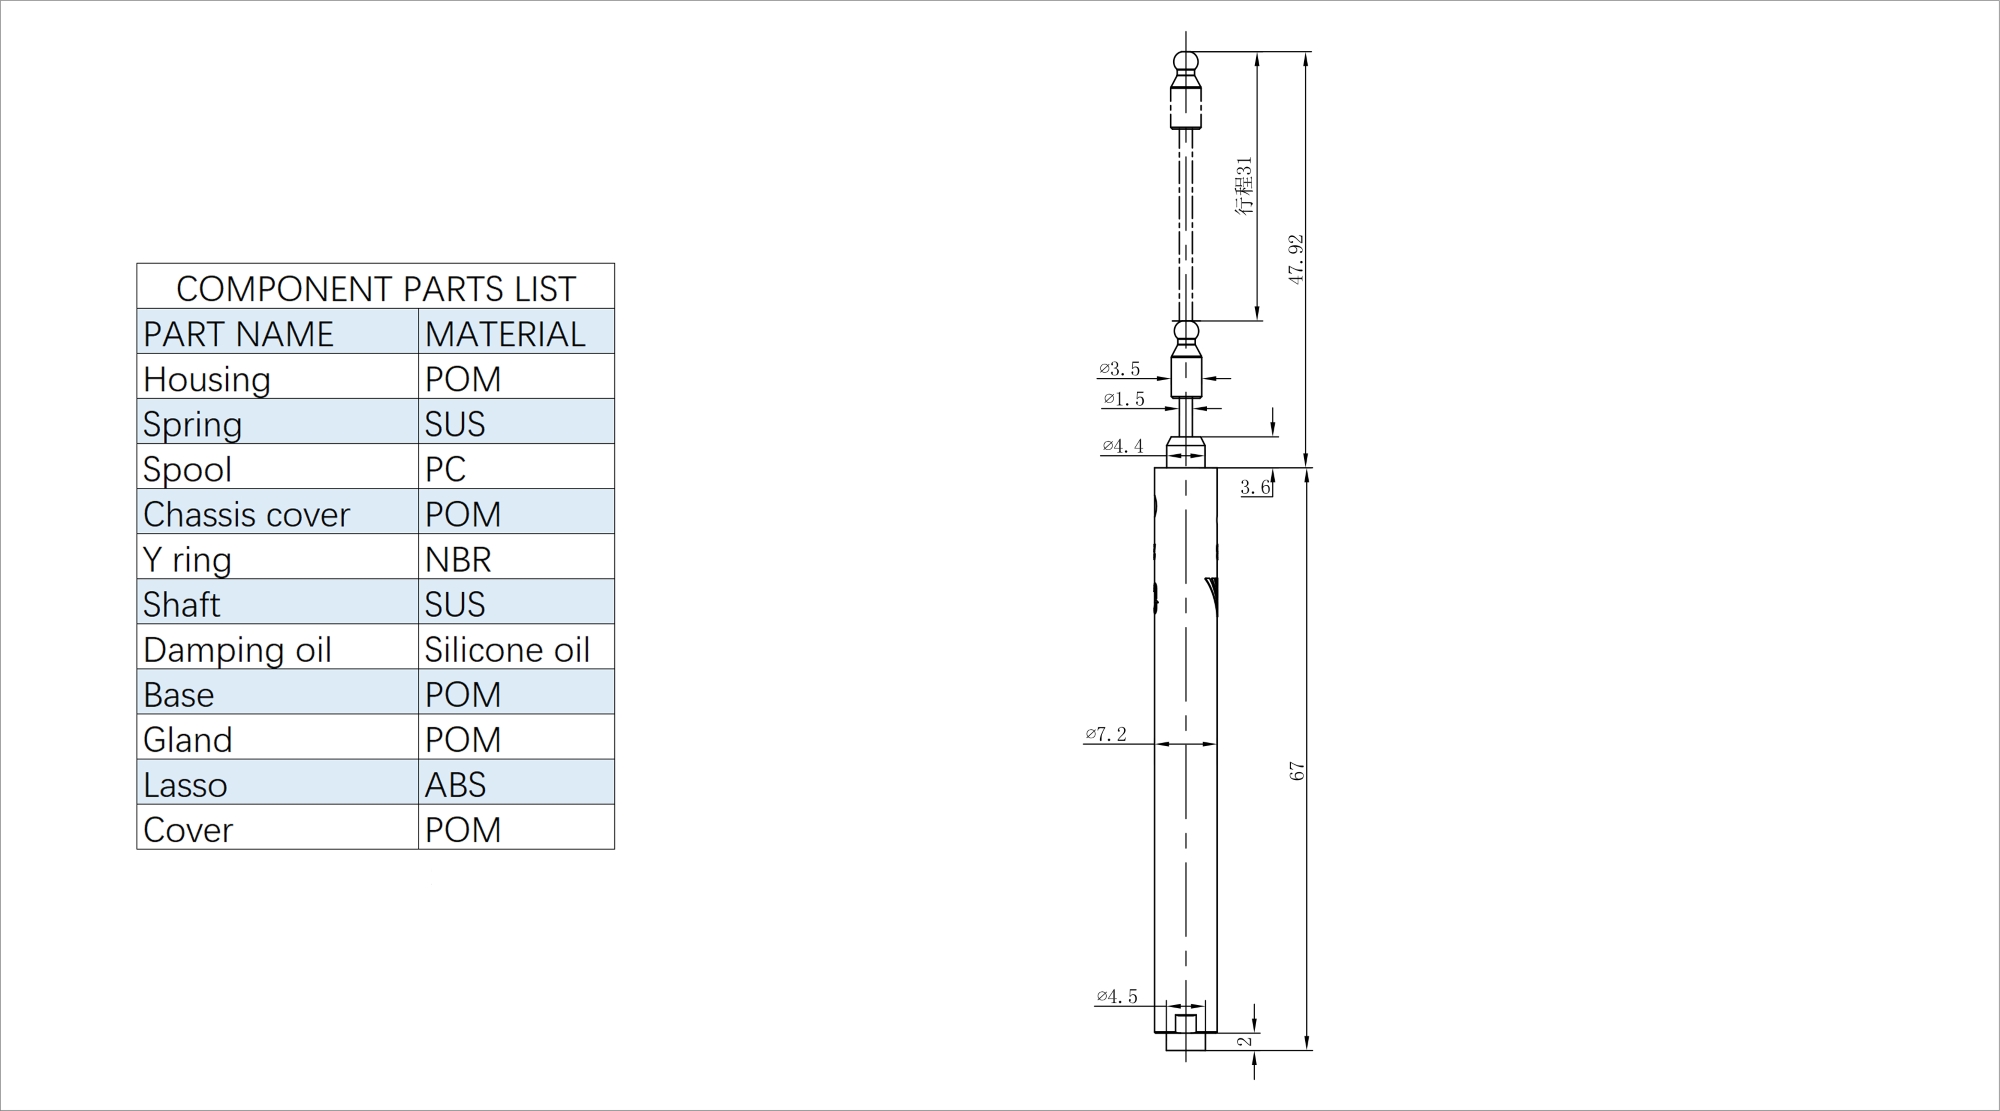 COMPONENT PARTS LIST
PART NAME MATERIAL
Housing POM
Spring SUS
Spool PC
Chassis cover POM
Y ring NBR
Shaft SUS
Damping oil Silicone oil
Base POM
Gland POM
Lasso ABS
Cover POM
行程31
47.92
⌀3.5
⌀1.5
⌀4.4
3.6
⌀7.2
67
⌀4.5
2